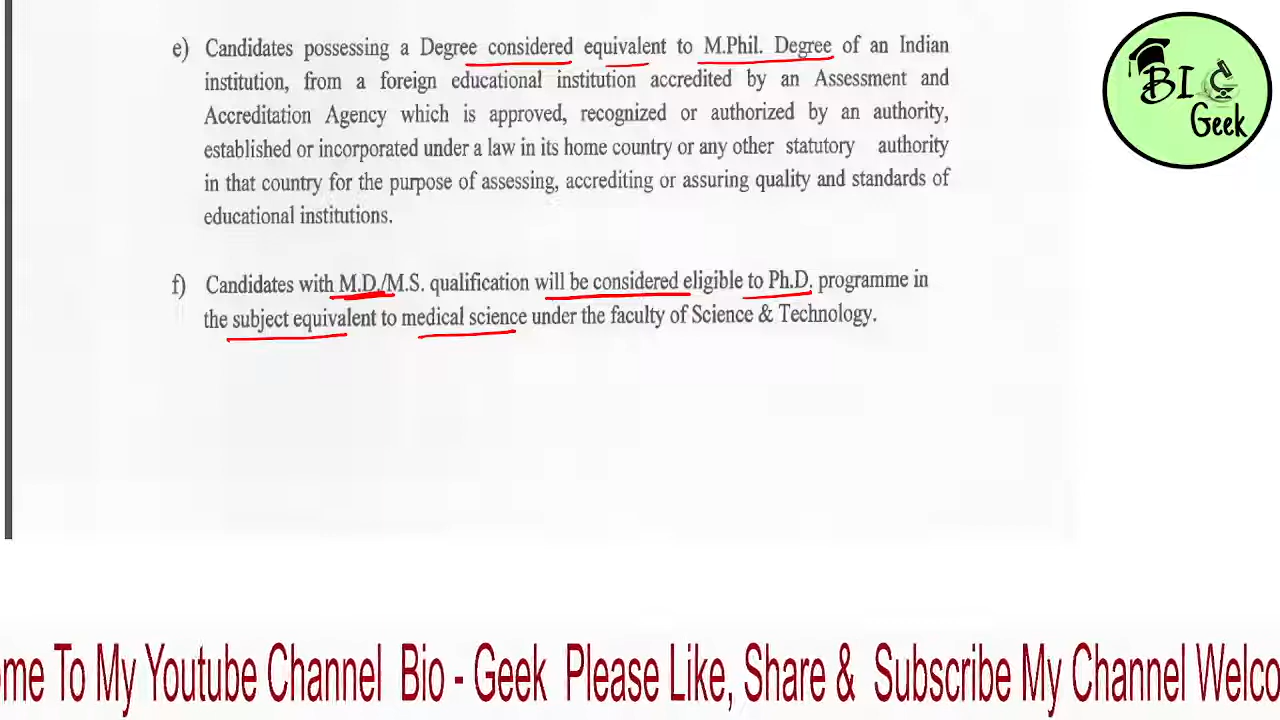 e) Candidates possessing a Degree considered equivalent to M.Phil. Degree of an Indian
institution, from a foreign educational institution accredited by an Assessment and
Accreditation Agency which is approved, recognized or authorized by an authority,
established or incorporated under a law in its home country or any other statutory authority
in that country for the purpose of assessing, accrediting or assuring quality and standards of
educational institutions.
f) Candidates with M.D./M.S. qualification will be considered eligible to Ph.D. programme in
the subject equivalent to medical science under the faculty of Science & Technology.
BIO
Geek
ome To My Youtube Channel Bio - Geek Please Like, Share & Subscribe My Channel Welco